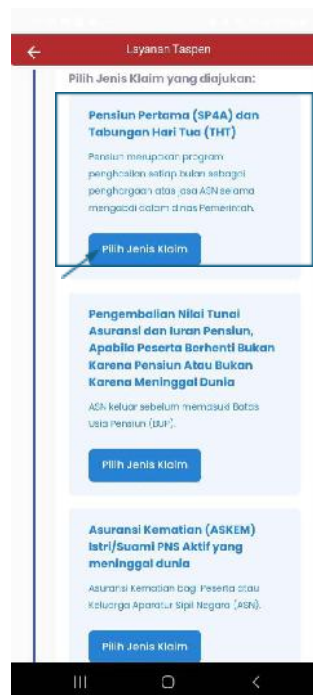 Layanan Taspen
Pilih Jenis Klaim yang diajukan:
Pensiun Pertama (SP4A) dan
Tabungan Hari Tua (THT)
Pensiun merupakan program
penghasilan setiap bulan sebagai
penghargaan atas jasa ASN selama
mengabdi dalam dinas Pemerintah.
Pilih Jenis Klaim
Pengembalian Nilai Tunai
Asuransi dan Iuran Pensiun,
Apabila Peserta Berhenti Bukan
Karena Pensiun Atau Bukan
Karena Meninggal Dunia
ASN keluar sebelum memasuki Batas
Usia Pensiun (BUP).
Pilih Jenis Klaim
Asuransi Kematian (ASKEM)
Istri/Suami PNS Aktif yang
meninggal dunia
Asuransi Kematian bagi Peserta atau
Keluarga Aparatur Sipil Negara (ASN).
Pilih Jenis Klaim